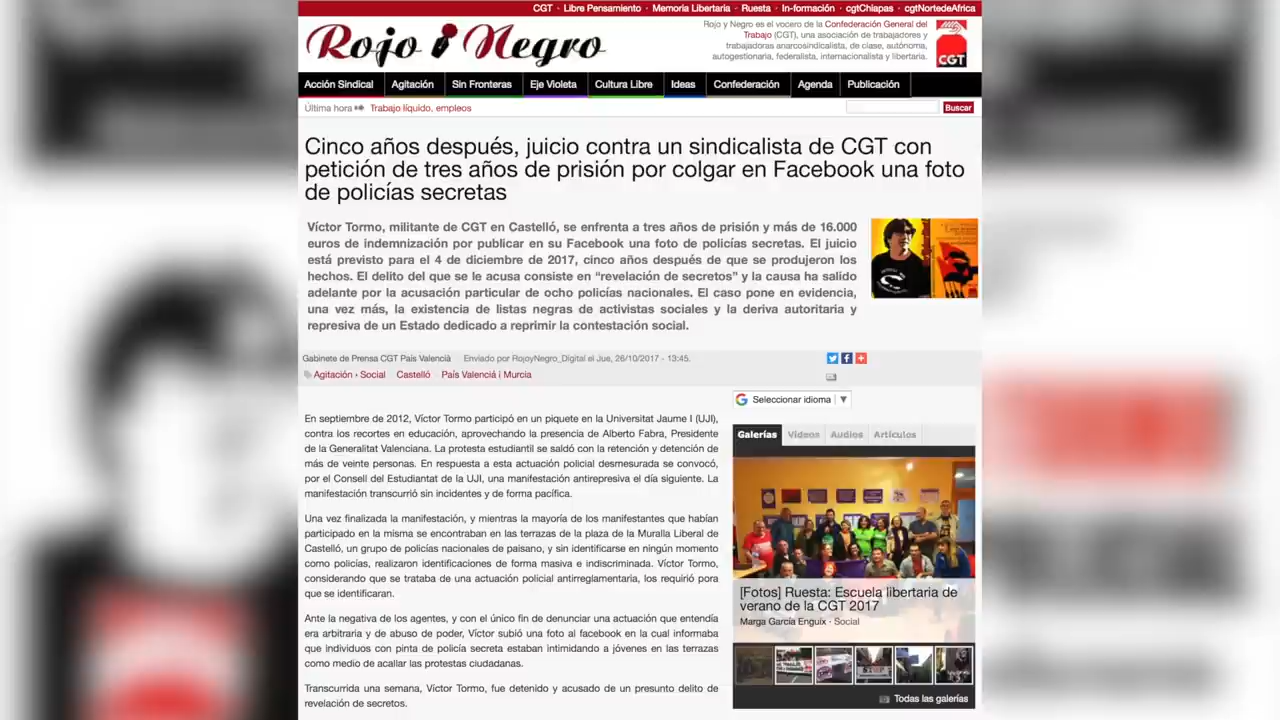 CGT · Libre Pensamiento · Memoria Libertaria · Ruesta · In-formación · cgtChiapas · cgtNortedeAfrica
Rojo i Negro
Rojo y Negro es el vocero de la Confederación General del
Trabajo (CGT), una asociación de trabajadores y
trabajadoras anarcosindicalista, de clase, autónoma,
autogestionaria, federalista, internacionalista y libertaria.
CGT
Acción Sindical Agitación Sin Fronteras Eje Violeta Cultura Libre Ideas Confederación Agenda Publicación
Última hora Trabajo líquido, empleos
Buscar
Cinco años después, juicio contra un sindicalista de CGT con
petición de tres años de prisión por colgar en Facebook una foto
de policías secretas
Víctor Tormo, militante de CGT en Castelló, se enfrenta a tres años de prisión y más de 16.000
euros de indemnización por publicar en su Facebook una foto de policías secretas. El juicio
está previsto para el 4 de diciembre de 2017, cinco años después de que se produjeron los
hechos. El delito del que se le acusa consiste en “revelación de secretos” y la causa ha salido
adelante por la acusación particular de ocho policías nacionales. El caso pone en evidencia,
una vez más, la existencia de listas negras de activistas sociales y la deriva autoritaria y
represiva de un Estado dedicado a reprimir la contestación social.
Gabinete de Prensa CGT País Valencià Enviado por RojoyNegro_Digital el Jue, 26/10/2017 - 13:45.
Agitación › Social Castelló País Valencià i Murcia
Seleccionar idioma ▼
En septiembre de 2012, Víctor Tormo participó en un piquete en la Universitat Jaume I (UJI),
contra los recortes en educación, aprovechando la presencia de Alberto Fabra, Presidente
de la Generalitat Valenciana. La protesta estudiantil se saldó con la retención y detención de
más de veinte personas. En respuesta a esta actuación policial desmesurada se convocó,
por el Consell del Estudiantat de la UJI, una manifestación antirepresiva el día siguiente. La
manifestación transcurrió sin incidentes y de forma pacífica.
Una vez finalizada la manifestación, y mientras la mayoría de los manifestantes que habían
participado en la misma se encontraban en las terrazas de la plaza de la Muralla Liberal de
Castelló, un grupo de policías nacionales de paisano, y sin identificarse en ningún momento
como policías, realizaron identificaciones de forma masiva e indiscriminada. Víctor Tormo,
considerando que se trataba de una actuación policial antirreglamentaria, los requirió pora
que se identificaran.
Ante la negativa de los agentes, y con el único fin de denunciar una actuación que entendía
era arbitraria y de abuso de poder, Víctor subió una foto al facebook en la cual informaba
que individuos con pinta de policía secreta estaban intimidando a jóvenes en las terrazas
como medio de acallar las protestas ciudadanas.
Transcurrida una semana, Víctor Tormo, fue detenido y acusado de un presunto delito de
revelación de secretos.
Galerías Vídeos Audios Artículos
[Fotos] Ruesta: Escuela libertaria de
verano de la CGT 2017
Marga García Enguix · Social
Todas las galerías